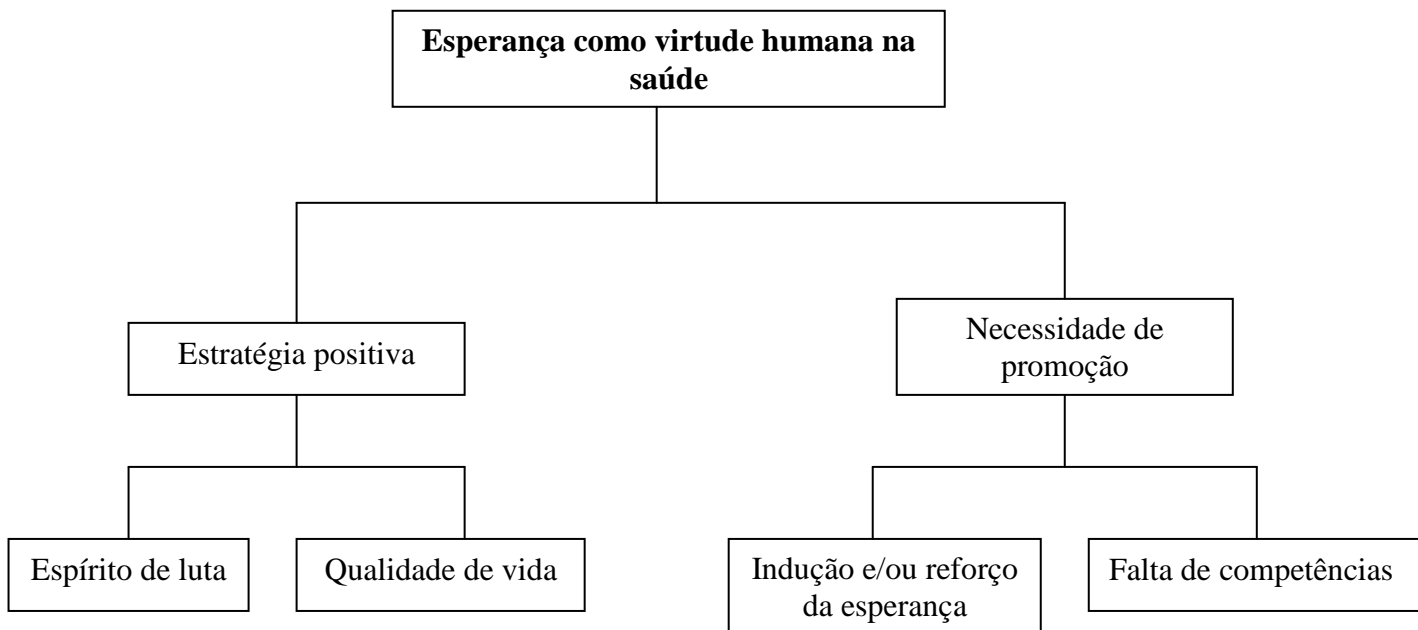 Esperança como virtude humana na
saúde
Estratégia positiva
Necessidade de
promoção
Espírito de luta
Qualidade de vida
Indução e/ou reforço
da esperança
Falta de competências